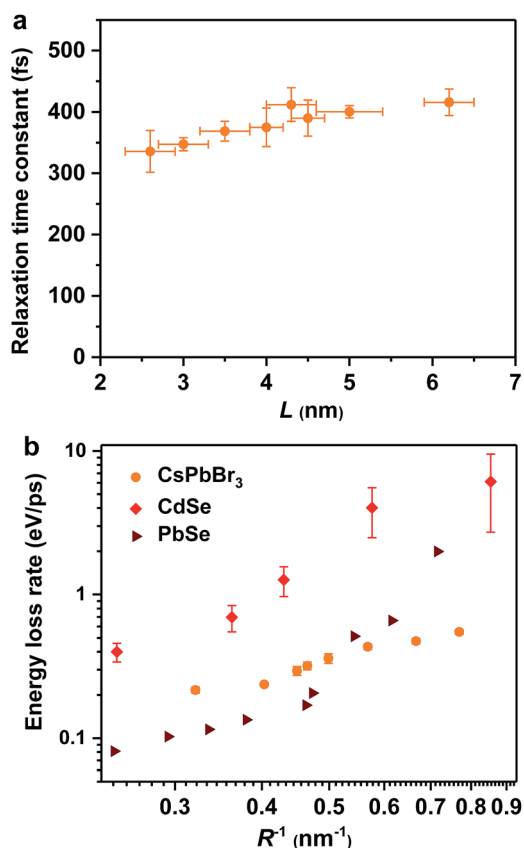 a
500
400
300
200
100
0
Relaxation time constant (fs)
2 3 4 5 6 7
L (nm)
b
10
1
0.1
Energy loss rate (eV/ps)
CsPbBr₃
CdSe
PbSe
0.3 0.4 0.5 0.6 0.7 0.8 0.9
R⁻¹ (nm⁻¹)